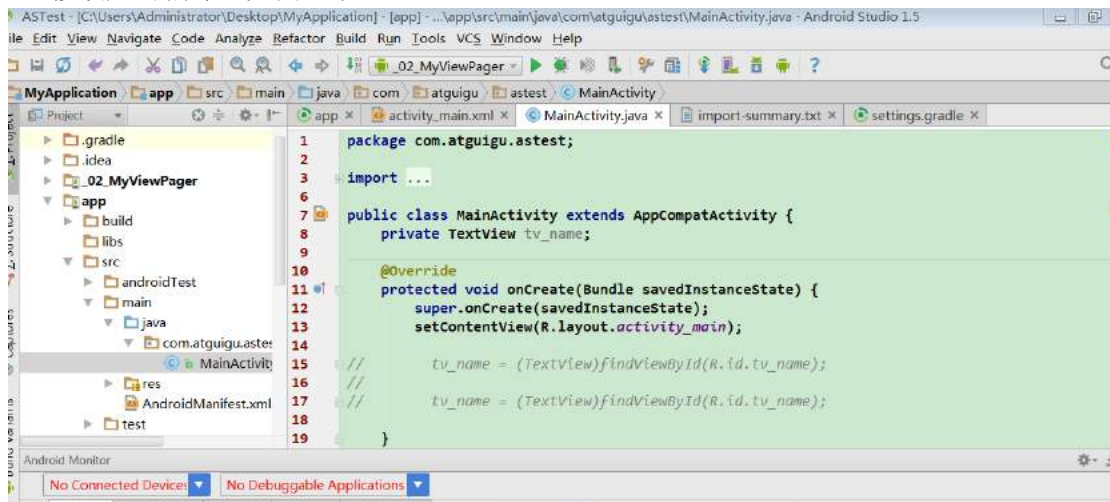 ASTest - [C:\Users\Administrator\Desktop\MyApplication] - [app] - ...\app\src\main\java\com\atguigu\astest\MainActivity.java - Android Studio 1.5
Edit View Navigate Code Analyze Refactor Build Run Tools VCS Window Help
_02_MyViewPager
MyApplication app src main java com atguigu astest MainActivity
Project app activity_main.xml MainActivity.java import-summary.txt settings.gradle
.gradle
.idea
_02_MyViewPager
app
build
libs
src
androidTest
main
java
com.atguigu.astes
MainActivit
res
AndroidManifest.xml
test
1 package com.atguigu.astest;
2
3 import ...
6
7 public class MainActivity extends AppCompatActivity {
8 private TextView tv_name;
9
10 @Override
11 protected void onCreate(Bundle savedInstanceState) {
12 super.onCreate(savedInstanceState);
13 setContentView(R.layout.activity_main);
14
15 // tv_name = (TextView)findViewById(R.id.tv_name);
16 //
17 // tv_name = (TextView)findViewById(R.id.tv_name);
18
19 }
Android Monitor
No Connected Devices No Debuggable Applications